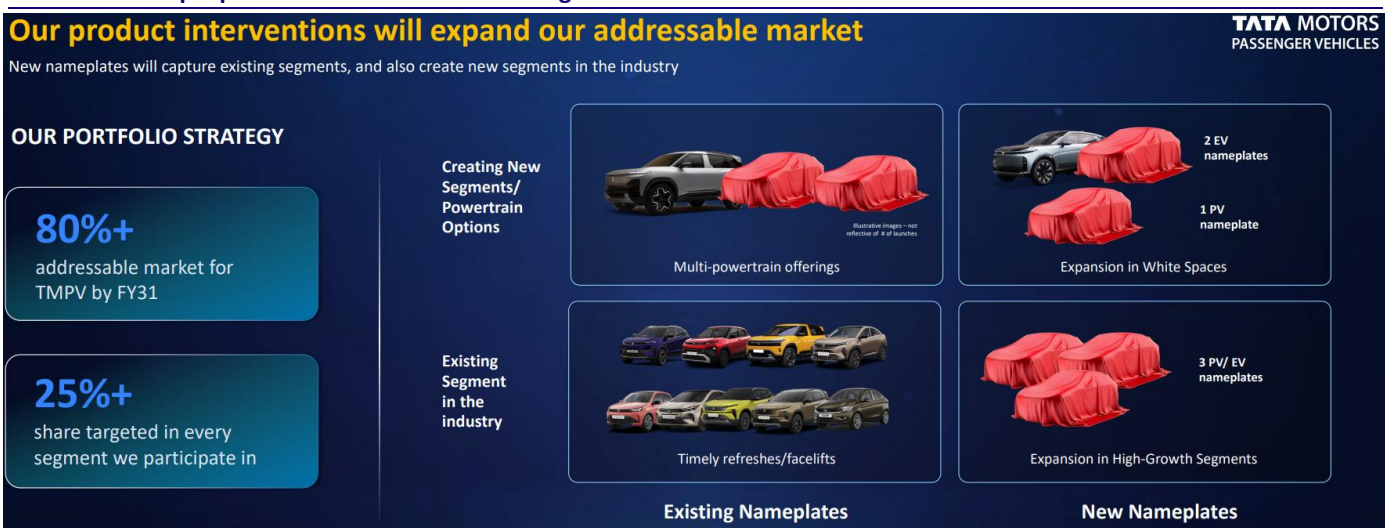 Our product interventions will expand our addressable market
TATA MOTORS
PASSENGER VEHICLES
New nameplates will capture existing segments, and also create new segments in the industry
OUR PORTFOLIO STRATEGY
80%+
addressable market for
TMPV by FY31
25%+
share targeted in every
segment we participate in
Creating New
Segments/
Powertrain
Options
Illustrative images – not
reflective of # of launches
Multi-powertrain offerings
2 EV
nameplates
1 PV
nameplate
Expansion in White Spaces
Existing
Segment
in the
industry
Timely refreshes/facelifts
3 PV/ EV
nameplates
Expansion in High-Growth Segments
Existing Nameplates
New Nameplates